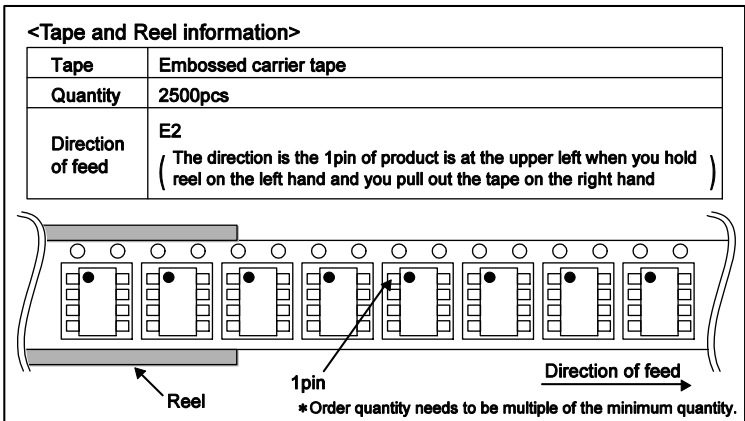 <Tape and Reel information>
Tape Embossed carrier tape
Quantity 2500pcs
Direction of feed E2
( The direction is the 1pin of product is at the upper left when you hold
reel on the left hand and you pull out the tape on the right hand )
Reel
1pin
Direction of feed
*Order quantity needs to be multiple of the minimum quantity.